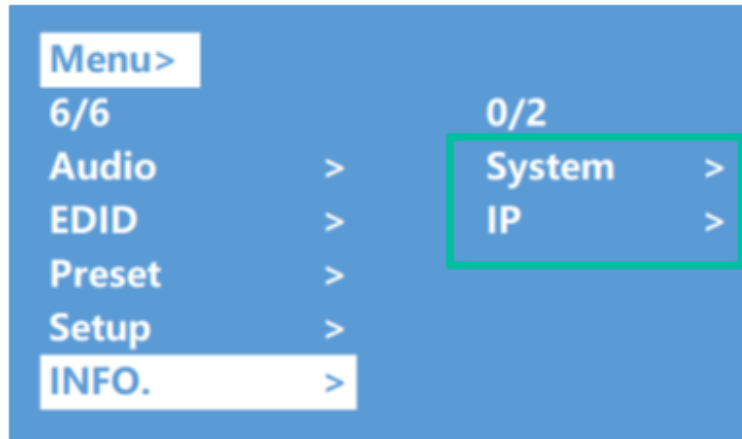 Menu>
6/6
Audio >
EDID >
Preset >
Setup >
INFO. >
0/2
System >
IP >